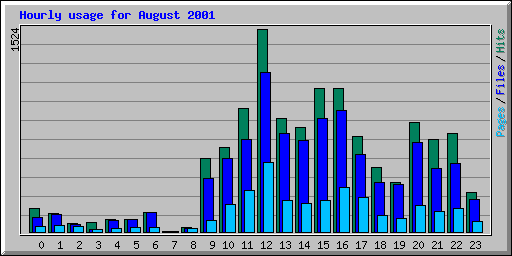 Hourly usage for August 2001
1524
Pages/Files/Hits
0 1 2 3 4 5 6 7 8 9 10 11 12 13 14 15 16 17 18 19 20 21 22 23